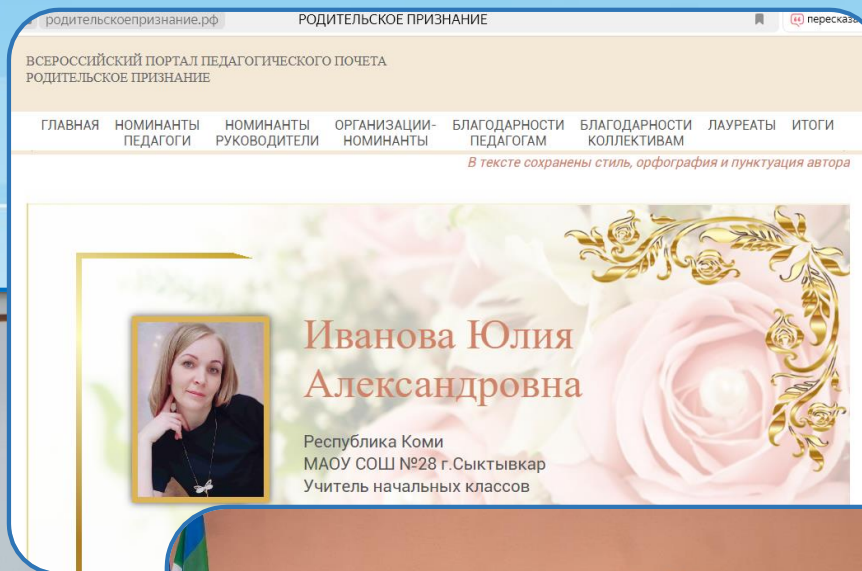 родительскоепризнание.рф РОДИТЕЛЬСКОЕ ПРИЗНАНИЕ
ВСЕРОССИЙСКИЙ ПОРТАЛ ПЕДАГОГИЧЕСКОГО ПОЧЕТА
РОДИТЕЛЬСКОЕ ПРИЗНАНИЕ
ГЛАВНАЯ НОМИНАНТЫ ПЕДАГОГИ НОМИНАНТЫ РУКОВОДИТЕЛИ ОРГАНИЗАЦИИ-НОМИНАНТЫ БЛАГОДАРНОСТИ ПЕДАГОГАМ БЛАГОДАРНОСТИ КОЛЛЕКТИВАМ ЛАУРЕАТЫ ИТОГИ
В тексте сохранены стиль, орфография и пунктуация автора
Иванова Юлия
Александровна
Республика Коми
МАОУ СОШ №28 г.Сыктывкар
Учитель начальных классов